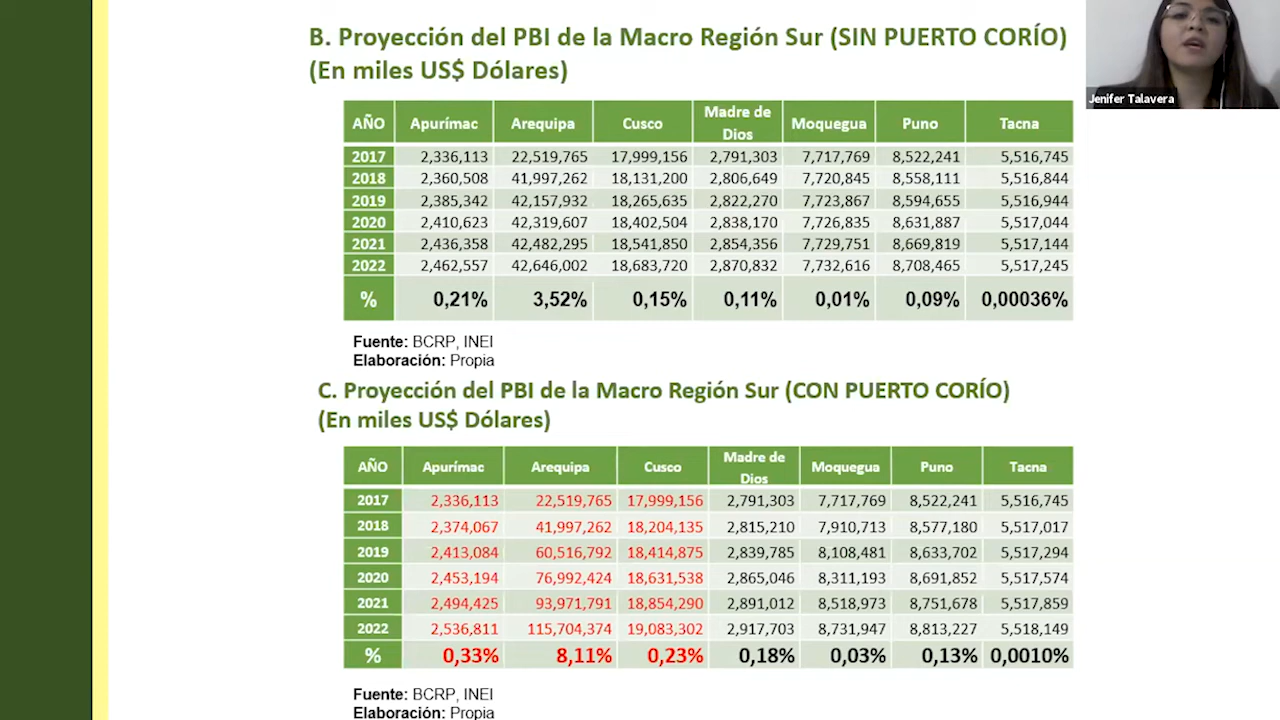 B. Proyección del PBI de la Macro Región Sur (SIN PUERTO CORÍO)
(En miles US$ Dólares)
Jenifer Talavera
AÑO Apurímac Arequipa Cusco Madre de Dios Moquegua Puno Tacna
2017 2,336,113 22,519,765 17,999,156 2,791,303 7,717,769 8,522,241 5,516,745
2018 2,360,508 41,997,262 18,131,200 2,806,649 7,720,845 8,558,111 5,516,844
2019 2,385,342 42,157,932 18,265,635 2,822,270 7,723,867 8,594,655 5,516,944
2020 2,410,623 42,319,607 18,402,504 2,838,170 7,726,835 8,631,887 5,517,044
2021 2,436,358 42,482,295 18,541,850 2,854,356 7,729,751 8,669,819 5,517,144
2022 2,462,557 42,646,002 18,683,720 2,870,832 7,732,616 8,708,465 5,517,245
% 0,21% 3,52% 0,15% 0,11% 0,01% 0,09% 0,00036%
Fuente: BCRP, INEI
Elaboración: Propia
C. Proyección del PBI de la Macro Región Sur (CON PUERTO CORÍO)
(En miles US$ Dólares)
AÑO Apurímac Arequipa Cusco Madre de Dios Moquegua Puno Tacna
2017 2,336,113 22,519,765 17,999,156 2,791,303 7,717,769 8,522,241 5,516,745
2018 2,374,067 41,997,262 18,204,135 2,815,210 7,910,713 8,577,180 5,517,017
2019 2,413,084 60,516,792 18,414,875 2,839,785 8,108,481 8,633,702 5,517,294
2020 2,453,194 76,992,424 18,631,538 2,865,046 8,311,193 8,691,852 5,517,574
2021 2,494,425 93,971,791 18,854,290 2,891,012 8,518,973 8,751,678 5,517,859
2022 2,536,811 115,704,374 19,083,302 2,917,703 8,731,947 8,813,227 5,518,149
% 0,33% 8,11% 0,23% 0,18% 0,03% 0,13% 0,0010%
Fuente: BCRP, INEI
Elaboración: Propia